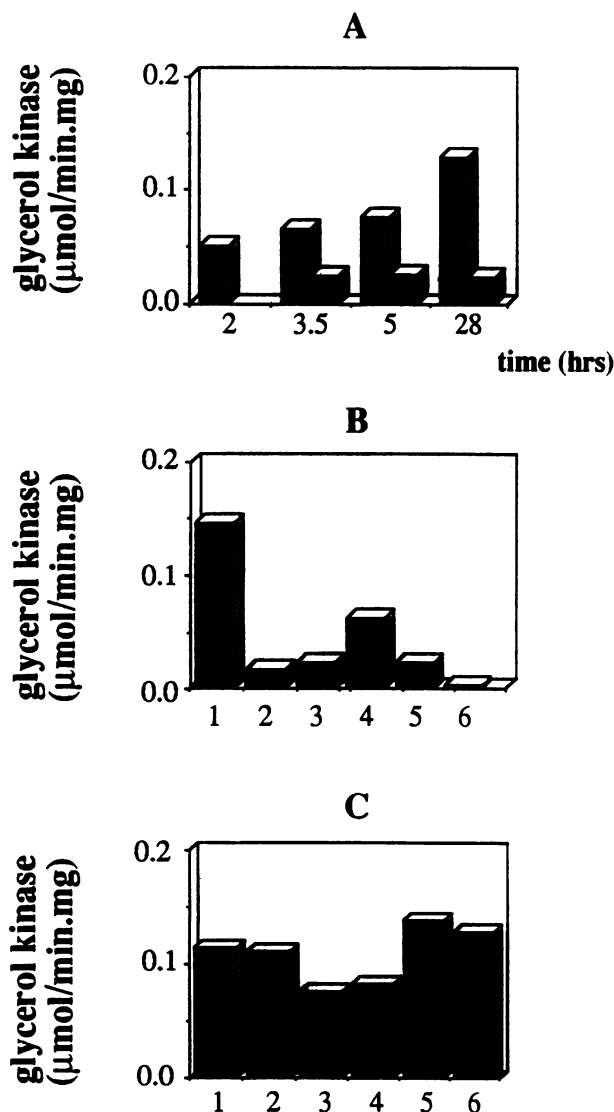 A
glycerol kinase
(µmol/min.mg)
0.2
0.1
0.0
2 3.5 5 28
time (hrs)
B
glycerol kinase
(µmol/min.mg)
0.2
0.1
0.0
1 2 3 4 5 6
C
glycerol kinase
(µmol/min.mg)
0.2
0.1
0.0
1 2 3 4 5 6